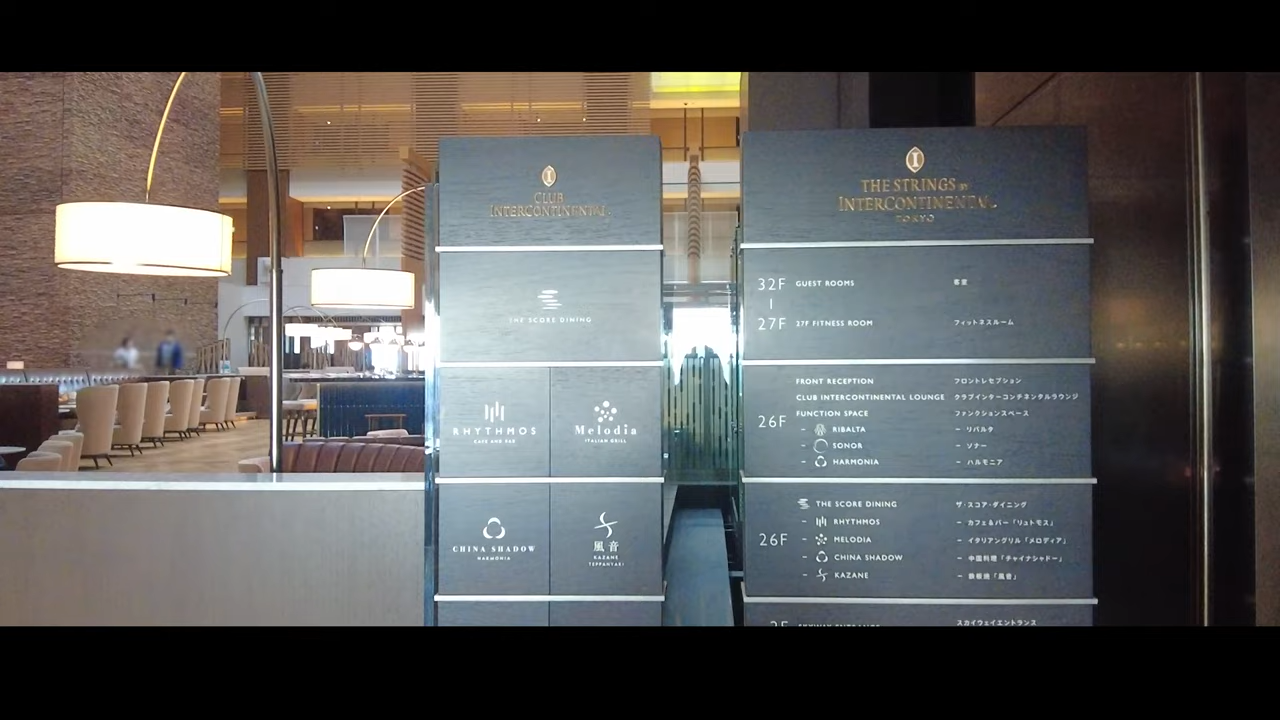 CLUB
INTERCONTINENTAL
THE SCORE DINING
RHYTHMOS
CAFE AND BAR
Melodia
ITALIAN GRILL
CHINA SHADOW
HARMONIA
風音
KAZANE
TEPPANYAKI
THE STRINGS BY
INTERCONTINENTAL
TOKYO
32F GUEST ROOMS 客室
27F 27F FITNESS ROOM フィットネスルーム
FRONT RECEPTION フロントレセプション
CLUB INTERCONTINENTAL LOUNGE クラブインターコンチネンタルラウンジ
26F FUNCTION SPACE ファンクションスペース
- RIBALTA - リバルタ
- SONOR - ソナー
- HARMONIA - ハルモニア
THE SCORE DINING ザ・スコア・ダイニング
- RHYTHMOS - カフェ&バー「リュトモス」
26F - MELODIA - イタリアングリル「メロディア」
- CHINA SHADOW - 中国料理「チャイナシャドー」
- KAZANE - 鉄板焼「風音」
スカイウェイエントランス